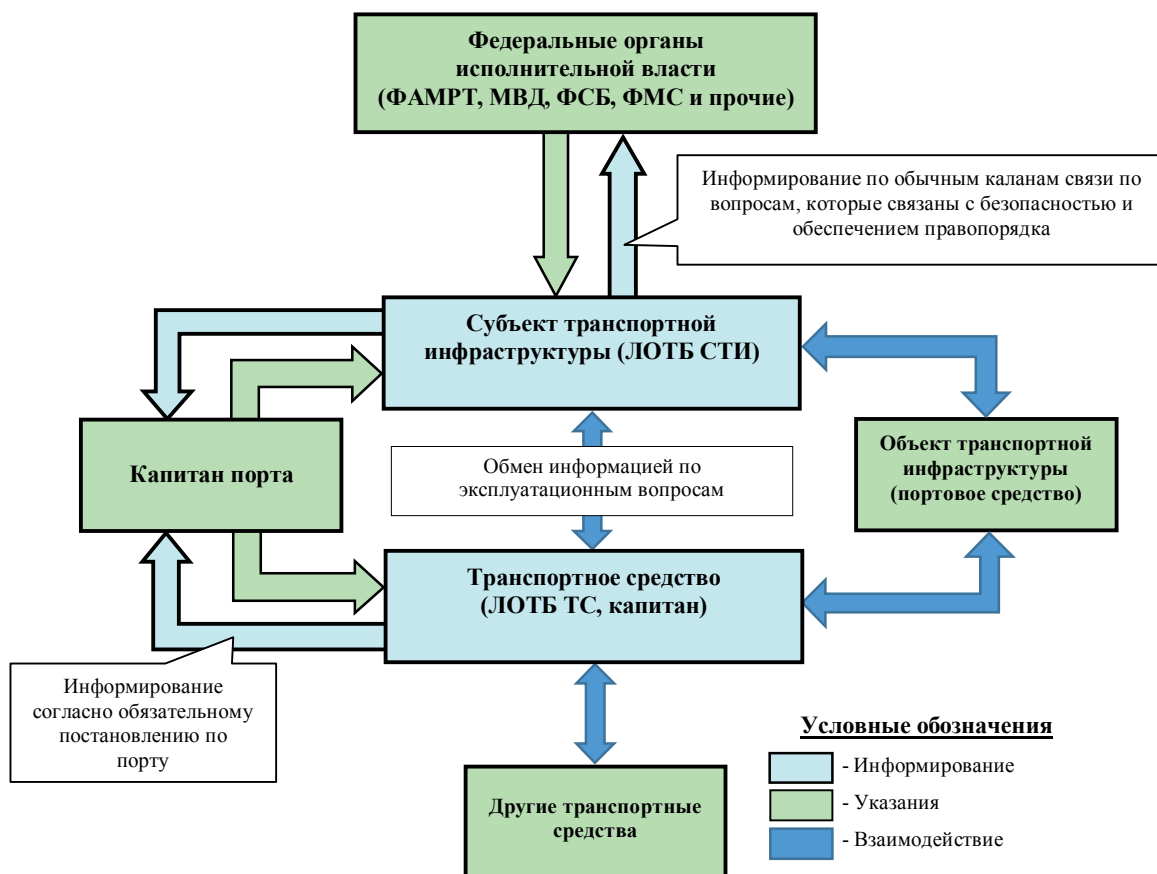 Федеральные органы
исполнительной власти
(ФАМРТ, МВД, ФСБ, ФМС и прочие)
Информирование по обычным каланам связи по
вопросам, которые связаны с безопасностью и
обеспечением правопорядка
Субъект транспортной
инфраструктуры (ЛОТБ СТИ)
Капитан порта
Обмен информацией по
эксплуатационным вопросам
Объект транспортной
инфраструктуры
(портовое средство)
Транспортное средство
(ЛОТБ ТС, капитан)
Информирование
согласно обязательному
постановлению по
порту
Другие транспортные
средства
Условные обозначения
- Информирование
- Указания
- Взаимодействие